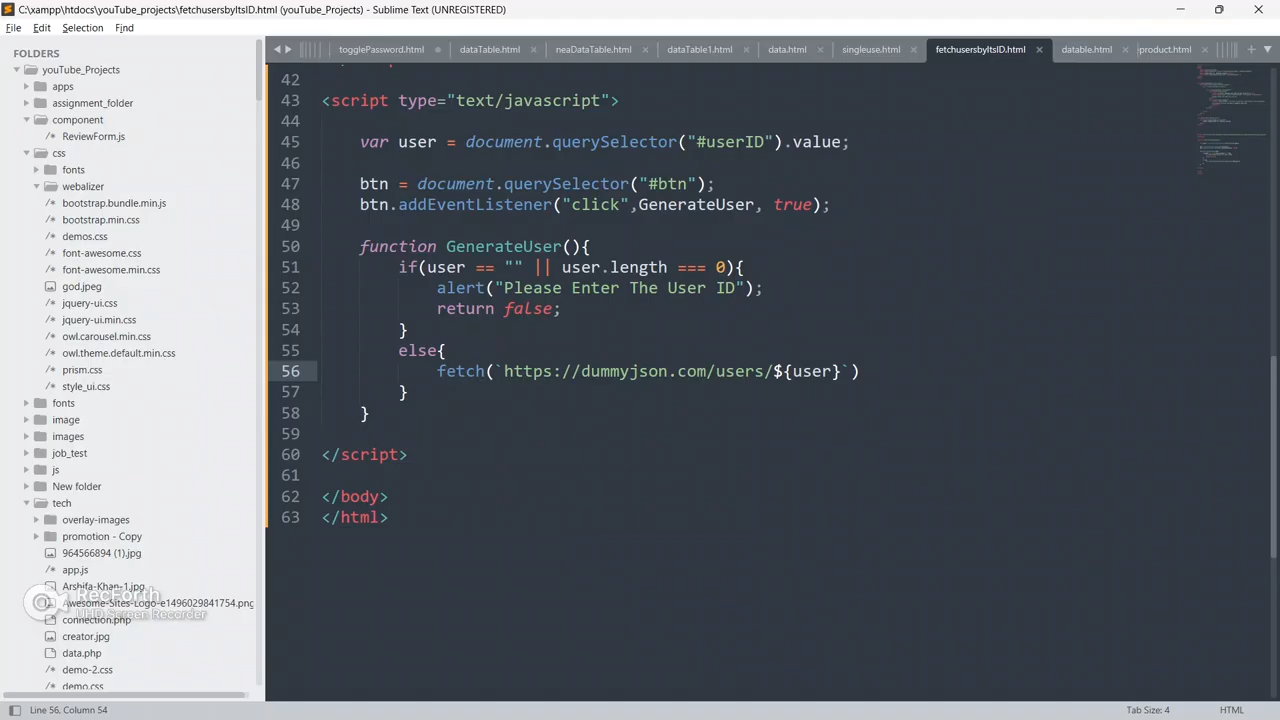 C:\xampp\htdocs\youTube_projects\fetchusersbyItsID.html (youTube_Projects) - Sublime Text (UNREGISTERED)
File Edit Selection Find
FOLDERS
youTube_Projects
apps
assignment_folder
component
ReviewForm.js
css
fonts
webalizer
bootstrap.bundle.min.js
bootstrap.min.css
demos.css
font-awesome.css
font-awesome.min.css
god.jpeg
jquery-ui.css
jquery-ui.min.css
owl.carousel.min.css
owl.theme.default.min.css
prism.css
style_ui.css
fonts
image
images
job_test
js
New folder
tech
overlay-images
promotion - Copy
964566894 (1).jpg
app.js
Arshifa-Khan-1.jpg
Awesome-Sites-Logo-e1496029841754.png
connection.php
creator.jpg
data.php
demo-2.css
demo.css
RecForth
UHD Screen Recorder
togglePassword.html dataTable.html neaDataTable.html dataTable1.html data.html singleuse.html fetchusersbyItsID.html datable.html product.html
42
43 <script type="text/javascript">
44
45 var user = document.querySelector("#userID").value;
46
47 btn = document.querySelector("#btn");
48 btn.addEventListener("click",GenerateUser, true);
49
50 function GenerateUser(){
51 if(user == "" || user.length === 0){
52 alert("Please Enter The User ID");
53 return false;
54 }
55 else{
56 fetch(`https://dummyjson.com/users/${user}`)
57 }
58 }
59
60 </script>
61
62 </body>
63 </html>
Line 56, Column 54 Tab Size: 4 HTML